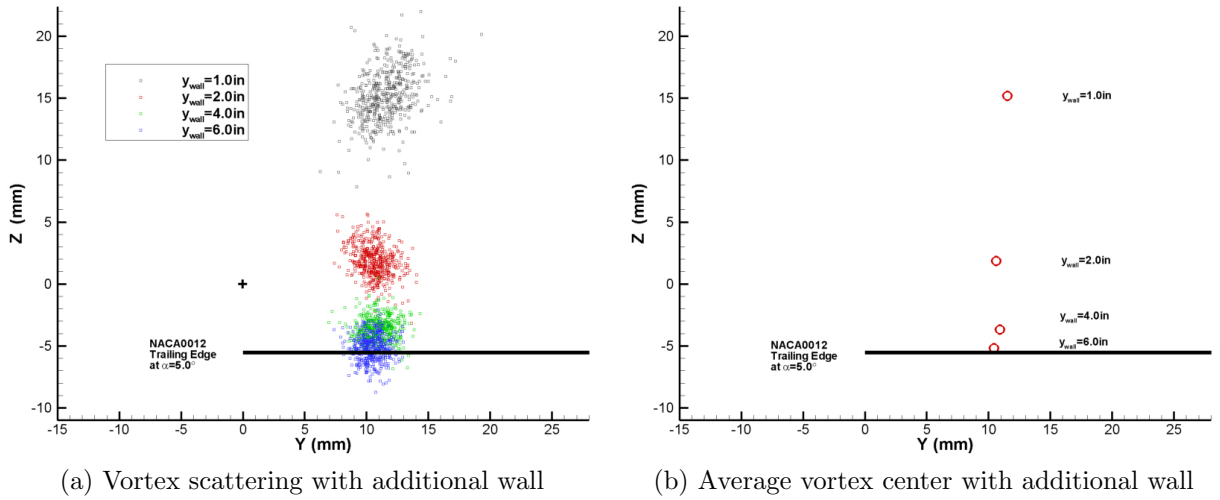 20
15
10
5
0
-5
-10
Z (mm)
-15
-10
-5
0
5
10
15
20
25
Y (mm)
y_wall=1.0in
y_wall=2.0in
y_wall=4.0in
y_wall=6.0in
NACA0012
Trailing Edge
at α=5.0°
(a) Vortex scattering with additional wall
20
15
10
5
0
-5
-10
Z (mm)
-15
-10
-5
0
5
10
15
20
25
Y (mm)
y_wall=1.0in
y_wall=2.0in
y_wall=4.0in
y_wall=6.0in
NACA0012
Trailing Edge
at α=5.0°
(b) Average vortex center with additional wall